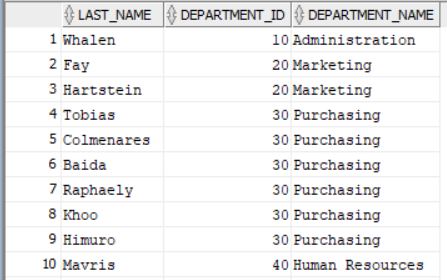 LAST_NAME DEPARTMENT_ID DEPARTMENT_NAME
1 Whalen 10 Administration
2 Fay 20 Marketing
3 Hartstein 20 Marketing
4 Tobias 30 Purchasing
5 Colmenares 30 Purchasing
6 Baida 30 Purchasing
7 Raphaely 30 Purchasing
8 Khoo 30 Purchasing
9 Himuro 30 Purchasing
10 Mavris 40 Human Resources